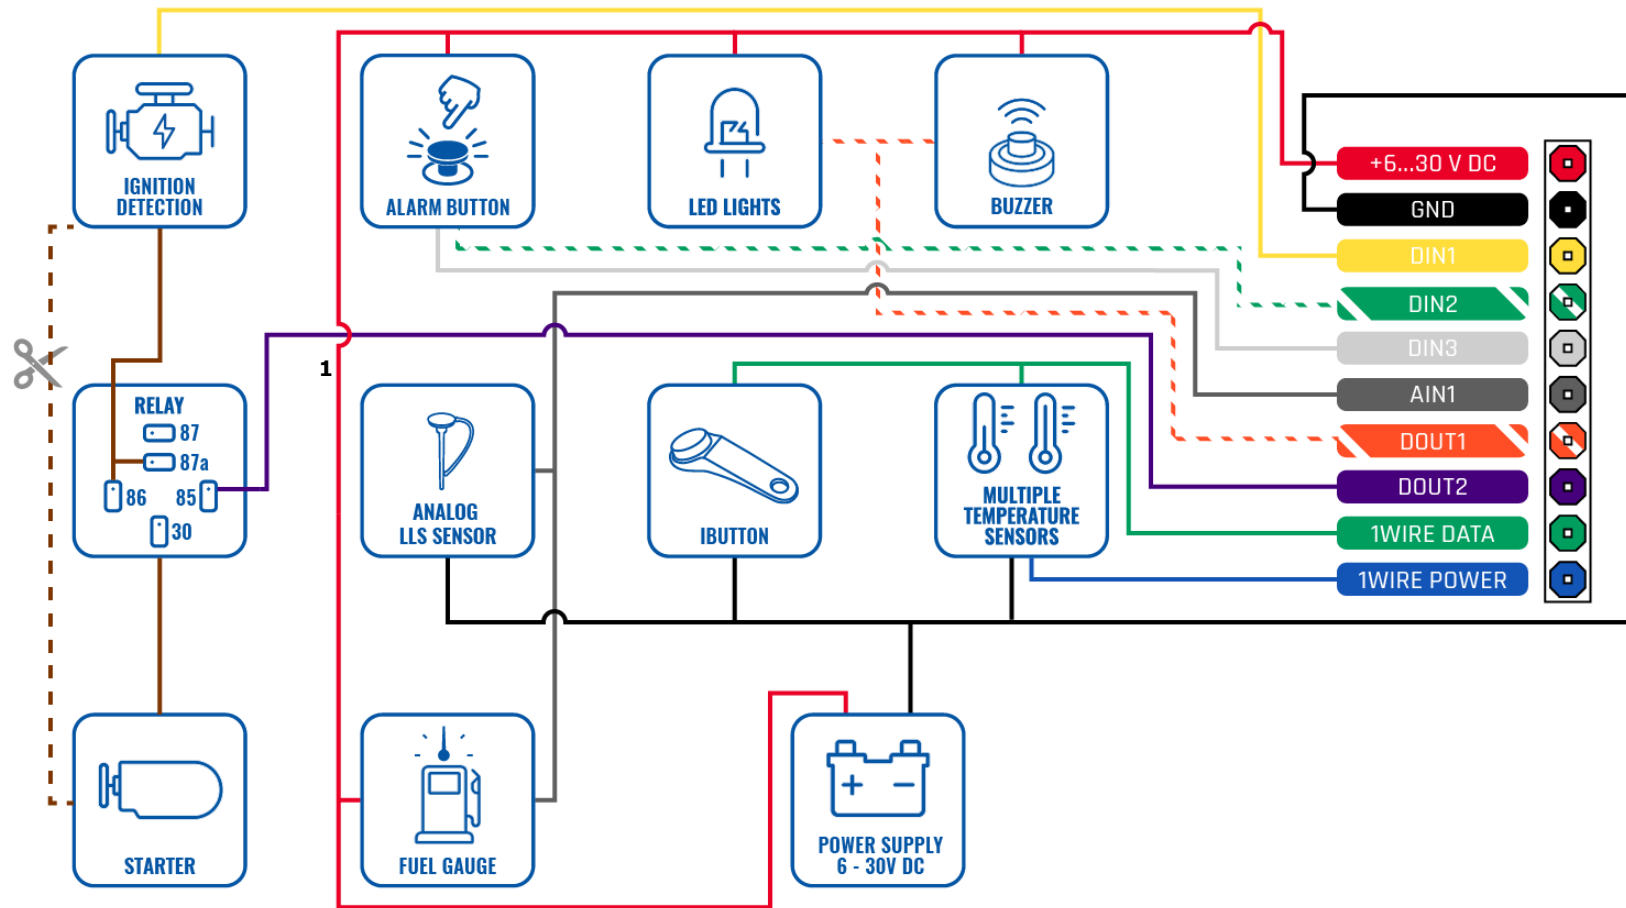 IGNITION
DETECTION
ALARM BUTTON
LED LIGHTS
BUZZER
+6...30 V DC
GND
DIN1
DIN2
DIN3
AIN1
DOUT1
DOUT2
1WIRE DATA
1WIRE POWER
1
RELAY
87
87a
86
85
30
ANALOG
LLS SENSOR
IBUTTON
MULTIPLE
TEMPERATURE
SENSORS
STARTER
FUEL GAUGE
POWER SUPPLY
6 - 30V DC